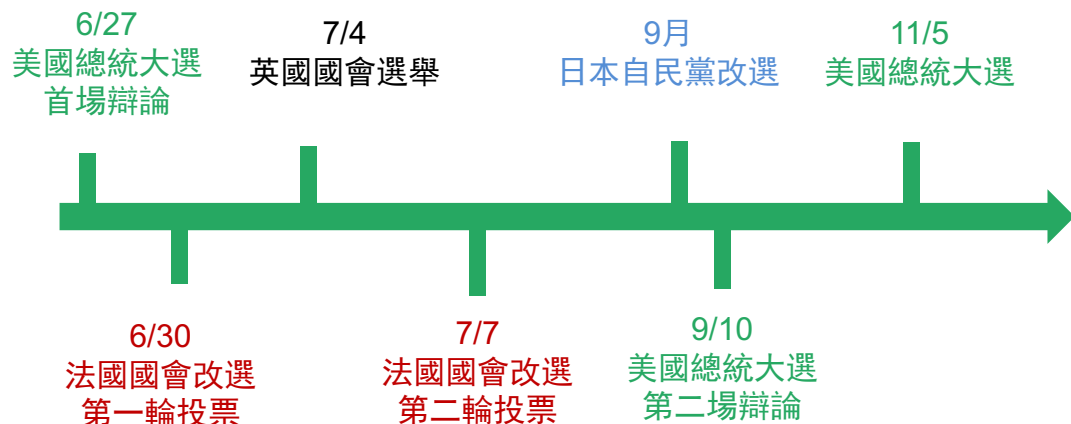 6/27
美國總統大選
首場辯論
7/4
英國國會選舉
9月
日本自民黨改選
11/5
美國總統大選
6/30
法國國會改選
第一輪投票
7/7
法國國會改選
第二輪投票
9/10
美國總統大選
第二場辯論